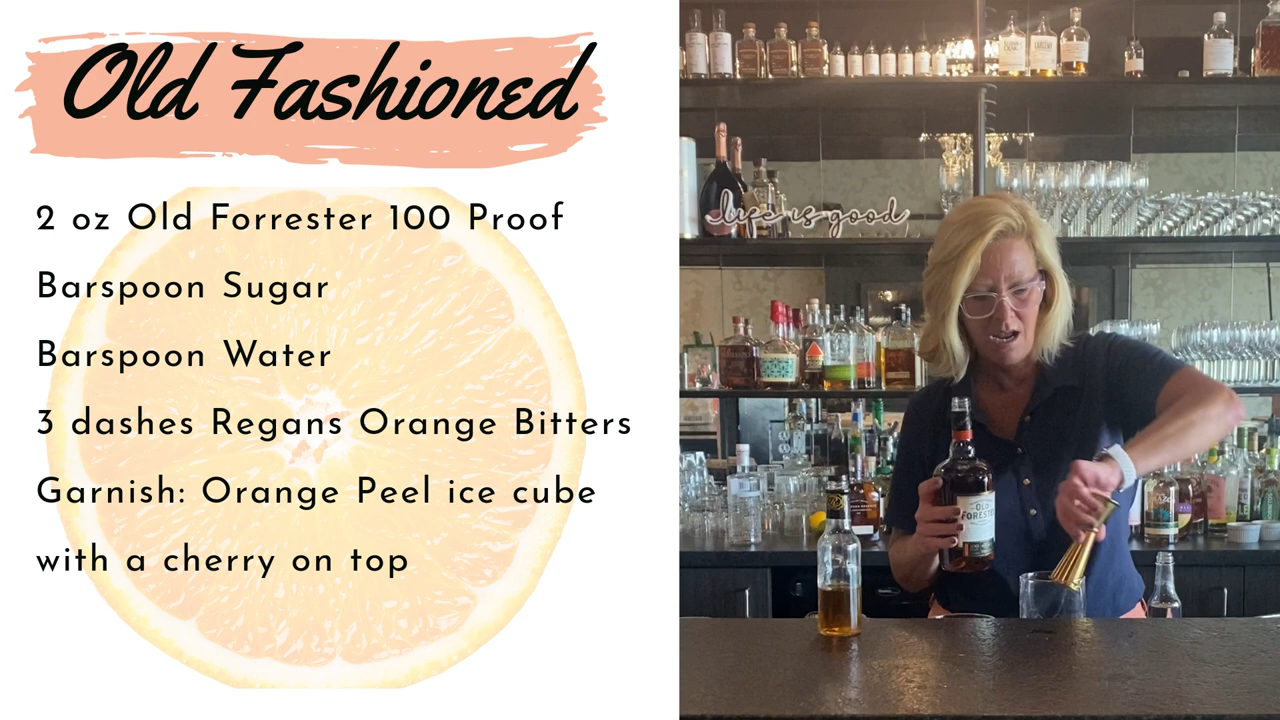 Old Fashioned
2 oz Old Forrester 100 Proof
Barspoon Sugar
Barspoon Water
3 dashes Regans Orange Bitters
Garnish: Orange Peel ice cube
with a cherry on top
life is good
OLD
FORESTER